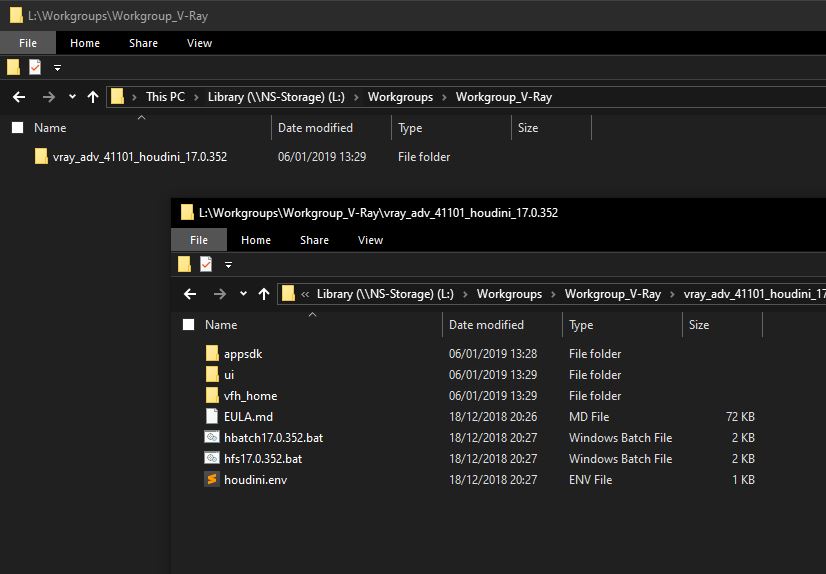 L:\Workgroups\Workgroup_V-Ray
File Home Share View
This PC Library (\\NS-Storage) (L:) Workgroups Workgroup_V-Ray
Name Date modified Type Size
vray_adv_41101_houdini_17.0.352 06/01/2019 13:29 File folder
L:\Workgroups\Workgroup_V-Ray\vray_adv_41101_houdini_17.0.352
File Home Share View
« Library (\\NS-Storage) (L:) Workgroups Workgroup_V-Ray vray_adv_41101_houdini_17
Name Date modified Type Size
appsdk 06/01/2019 13:28 File folder
ui 06/01/2019 13:29 File folder
vfh_home 06/01/2019 13:29 File folder
EULA.md 18/12/2018 20:26 MD File 72 KB
hbatch17.0.352.bat 18/12/2018 20:27 Windows Batch File 2 KB
hfs17.0.352.bat 18/12/2018 20:27 Windows Batch File 2 KB
houdini.env 18/12/2018 20:27 ENV File 1 KB